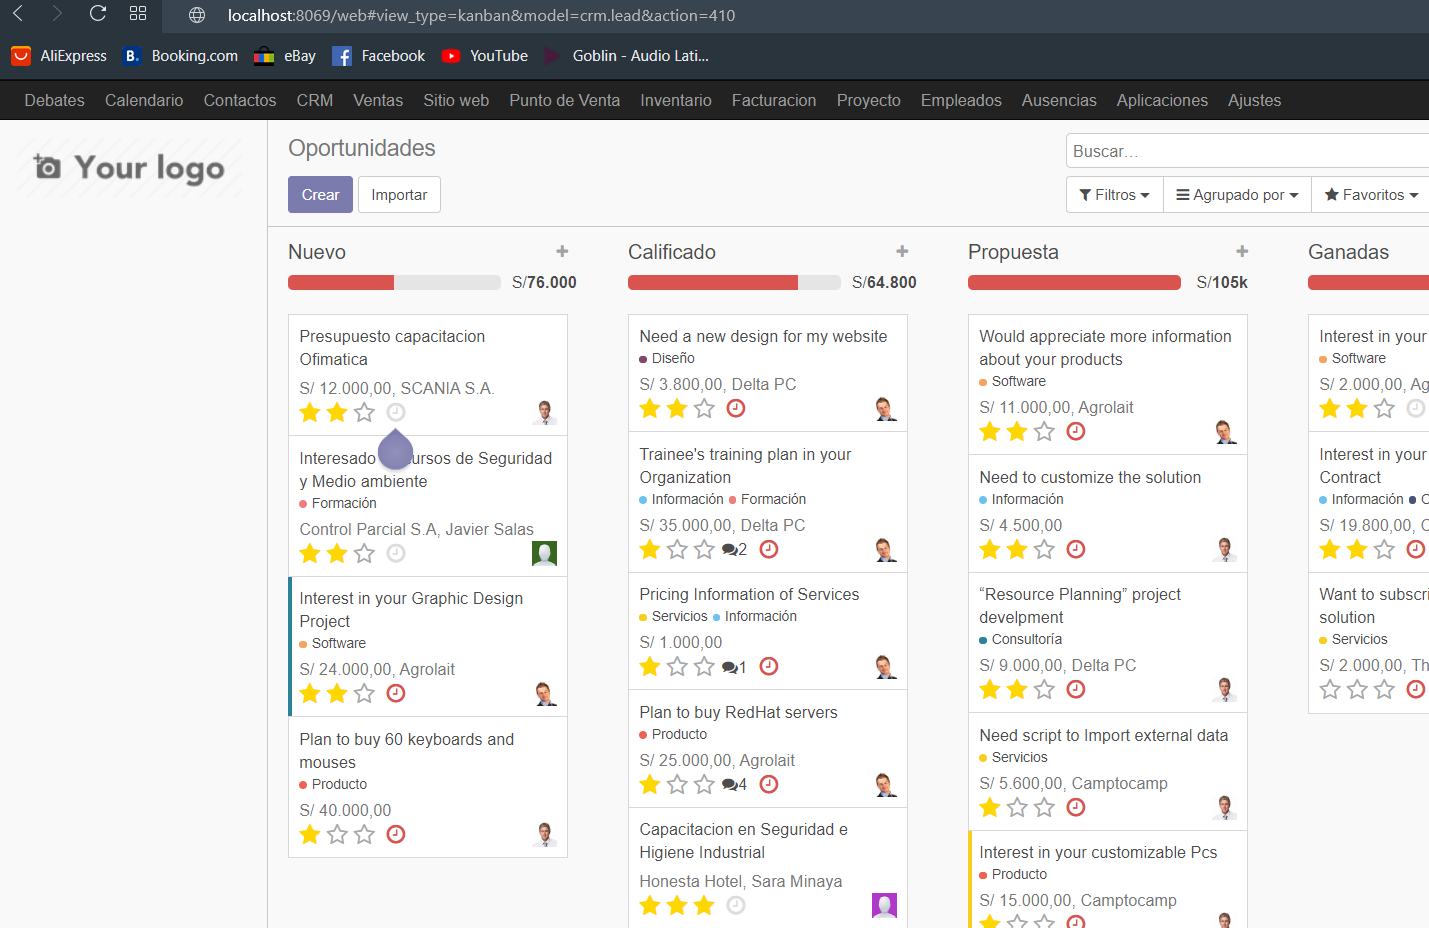 localhost:8069/web#view_type=kanban&model=crm.lead&action=410
AliExpress B. Booking.com eBay Facebook YouTube Goblin - Audio Lati...
Debates Calendario Contactos CRM Ventas Sitio web Punto de Venta Inventario Facturacion Proyecto Empleados Ausencias Aplicaciones Ajustes
Your logo
Oportunidades
Buscar...
Crear Importar
Filtros Agrupado por Favoritos
Nuevo
S/76.000
Presupuesto capacitacion
Ofimatica
S/ 12.000,00, SCANIA S.A.
Interesado ursos de Seguridad
y Medio ambiente
Formación
Control Parcial S.A, Javier Salas
Interest in your Graphic Design
Project
Software
S/ 24.000,00, Agrolait
Plan to buy 60 keyboards and
mouses
Producto
S/ 40.000,00
Calificado
S/64.800
Need a new design for my website
Diseño
S/ 3.800,00, Delta PC
Trainee's training plan in your
Organization
Información Formación
S/ 35.000,00, Delta PC
2
Pricing Information of Services
Servicios Información
S/ 1.000,00
1
Plan to buy RedHat servers
Producto
S/ 25.000,00, Agrolait
4
Capacitacion en Seguridad e
Higiene Industrial
Honesta Hotel, Sara Minaya
Propuesta
S/105k
Would appreciate more information
about your products
Software
S/ 11.000,00, Agrolait
Need to customize the solution
Información
S/ 4.500,00
“Resource Planning” project
develpment
Consultoría
S/ 9.000,00, Delta PC
Need script to Import external data
Servicios
S/ 5.600,00, Camptocamp
Interest in your customizable Pcs
Producto
S/ 15.000,00, Camptocamp
Ganadas
Interest in your
Software
S/ 2.000,00, Ag
Interest in your
Contract
Información C
S/ 19.800,00, C
Want to subscri
solution
Servicios
S/ 2.000,00, Th